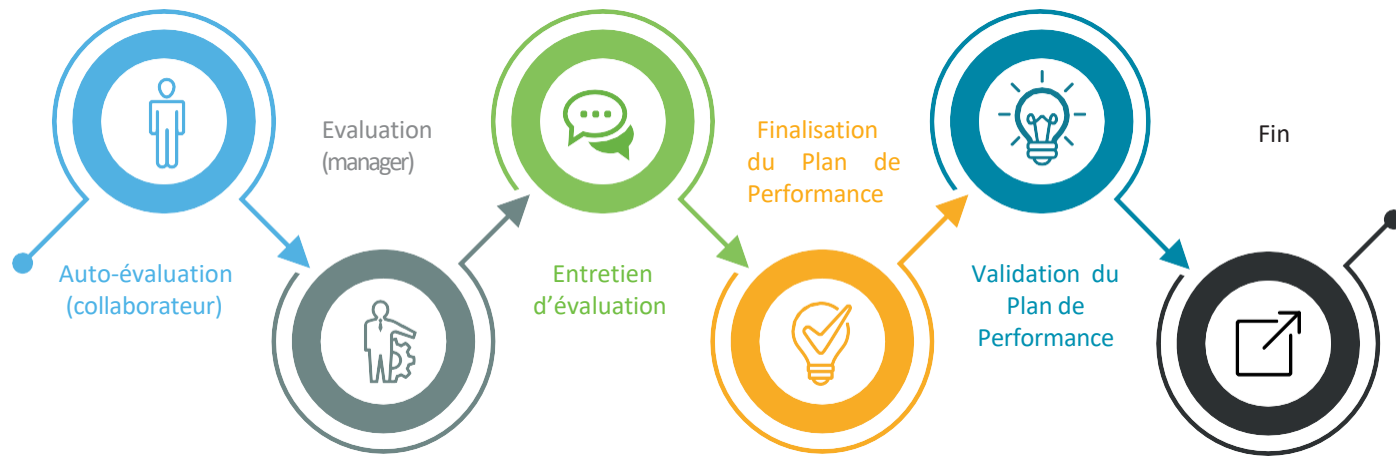 Auto-évaluation
(collaborateur)
Evaluation
(manager)
Entretien
d’évaluation
Finalisation
du Plan de
Performance
Validation du
Plan de
Performance
Fin